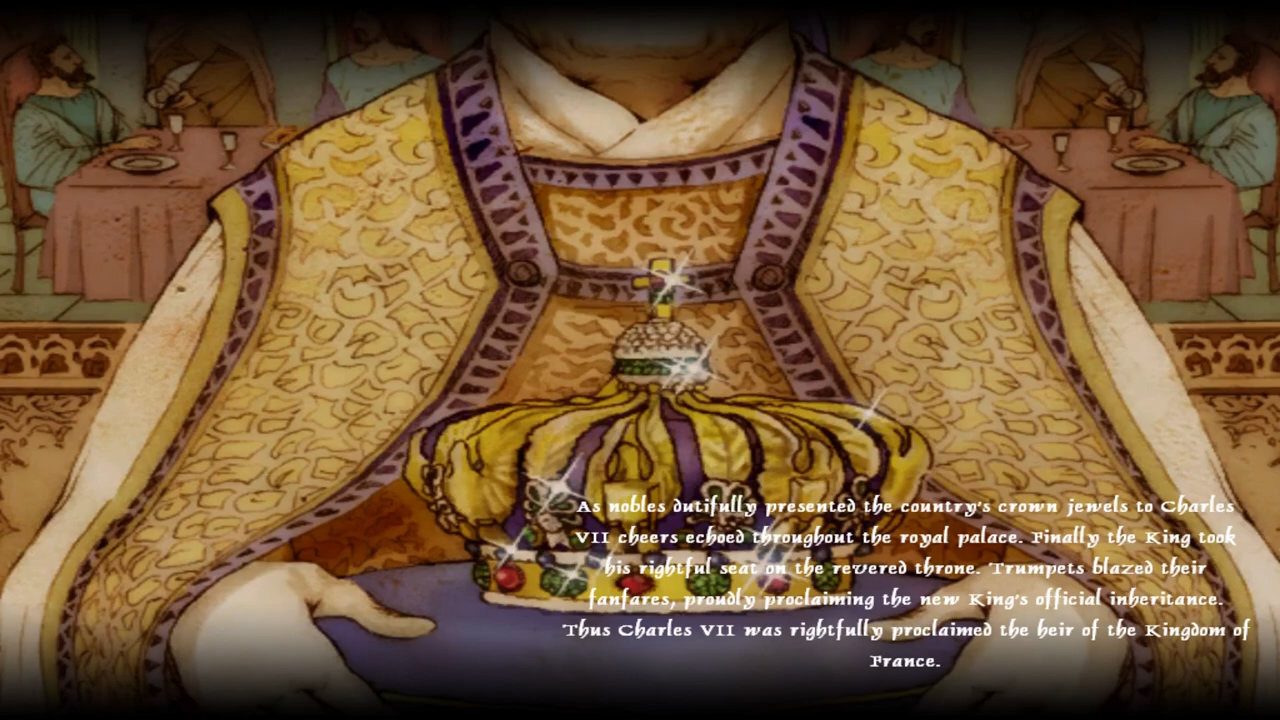 As nobles dutifully presented the country's crown jewels to Charles
VII cheers echoed throughout the royal palace. Finally the King took
his rightful seat on the revered throne. Trumpets blazed their
fanfares, proudly proclaiming the new King's official inheritance.
Thus Charles VII was rightfully proclaimed the heir of the Kingdom of
France.